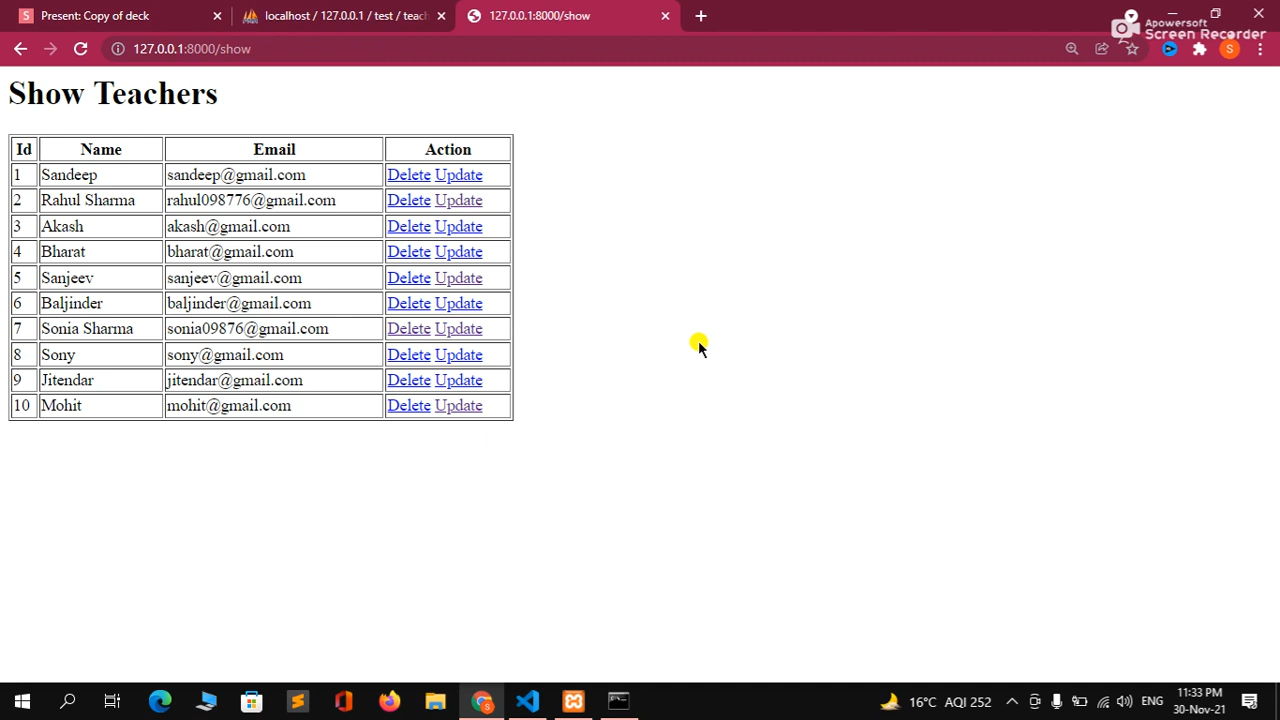 Present: Copy of deck
localhost / 127.0.0.1 / test / teach
127.0.0.1:8000/show
Apowersoft
Screen Recorder
127.0.0.1:8000/show
S
Show Teachers
Id Name Email Action
1 Sandeep sandeep@gmail.com Delete Update
2 Rahul Sharma rahul098776@gmail.com Delete Update
3 Akash akash@gmail.com Delete Update
4 Bharat bharat@gmail.com Delete Update
5 Sanjeev sanjeev@gmail.com Delete Update
6 Baljinder baljinder@gmail.com Delete Update
7 Sonia Sharma sonia09876@gmail.com Delete Update
8 Sony sony@gmail.com Delete Update
9 Jitendar jitendar@gmail.com Delete Update
10 Mohit mohit@gmail.com Delete Update
16°C AQI 252 ENG 11:33 PM
30-Nov-21